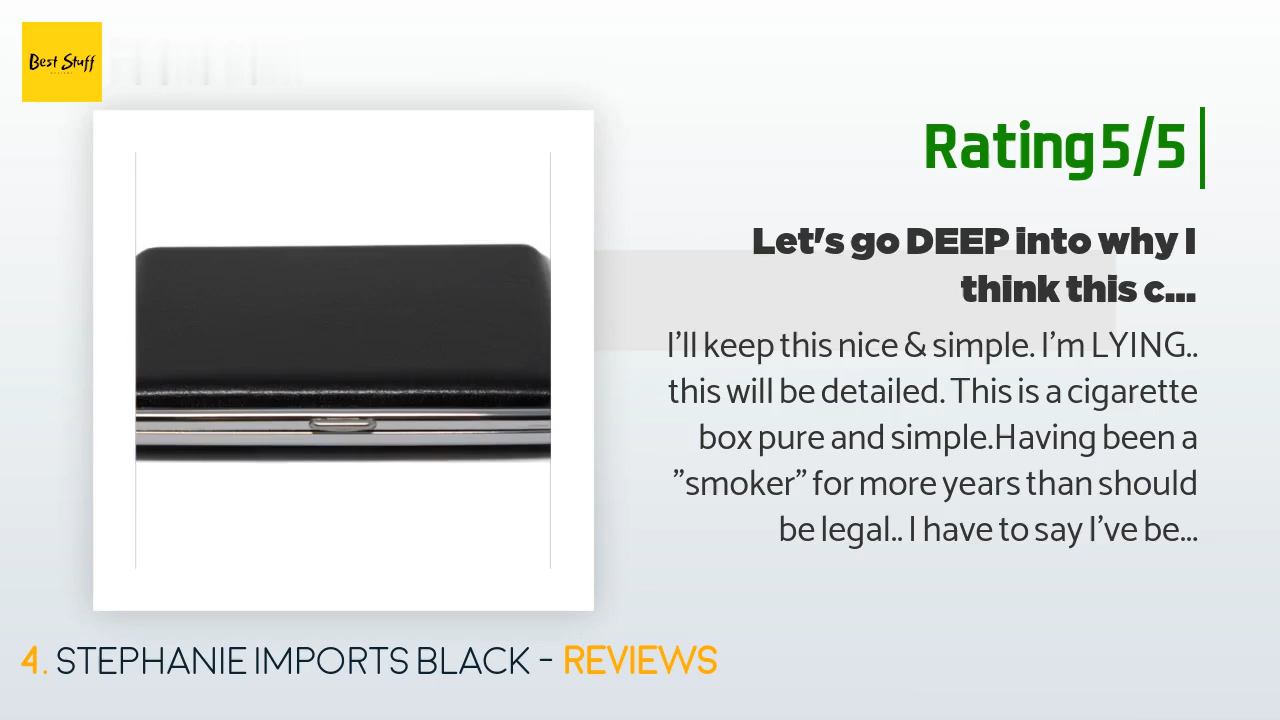 Best Stuff
Rating 5/5
Let's go DEEP into why I
think this c...
I'll keep this nice & simple. I'm LYING..
this will be detailed. This is a cigarette
box pure and simple.Having been a
"smoker" for more years than should
be legal.. I have to say I've be...
4. STEPHANIE IMPORTS BLACK - REVIEWS